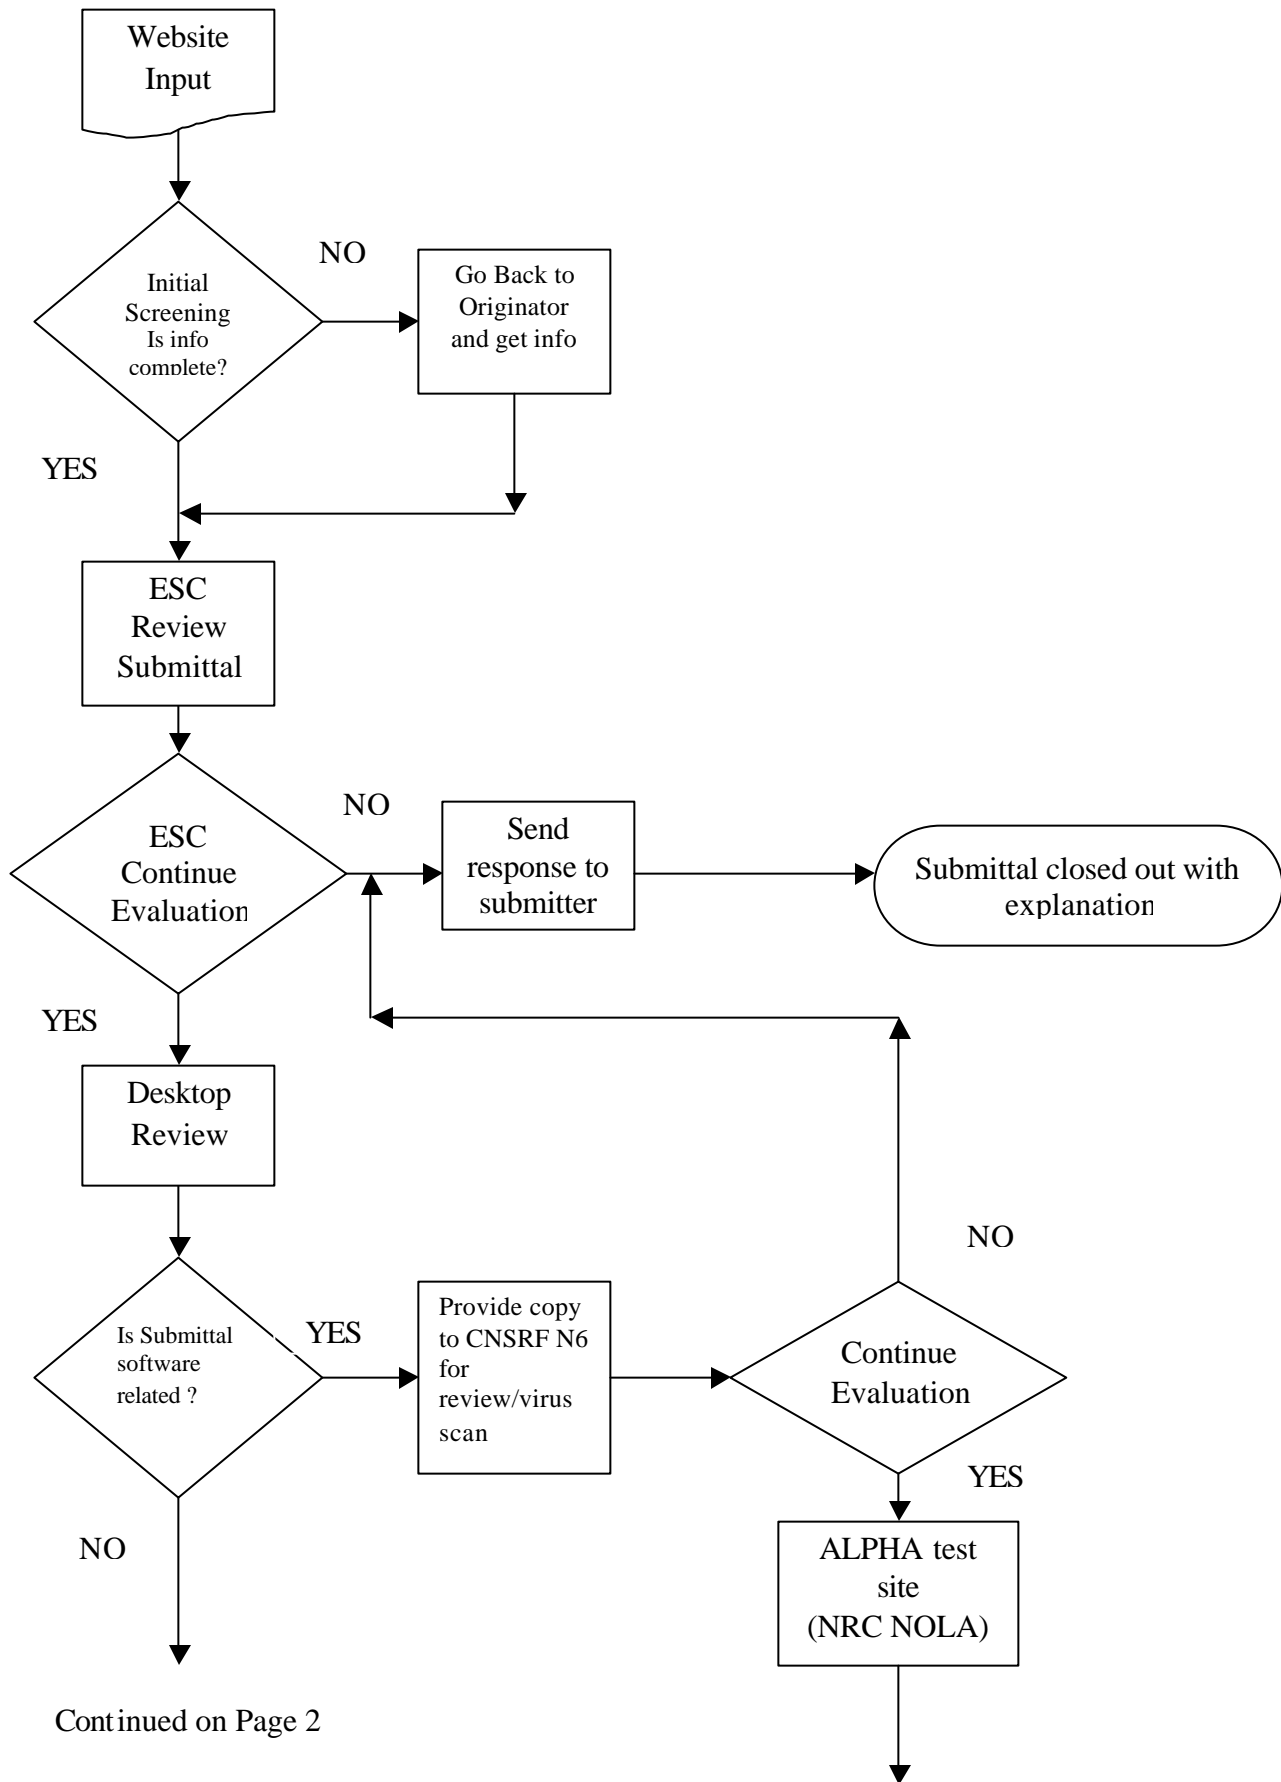 Website
Input
NO
Initial
Screening
Is info
complete?
Go Back to
Originator
and get info
YES
ESC
Review
Submittal
NO
ESC
Continue
Evaluation
Send
response to
submitter
Submittal closed out with
explanation
YES
Desktop
Review
NO
Is Submittal
software
related ?
YES
Provide copy
to CNSRF N6
for
review/virus
scan
Continue
Evaluation
YES
NO
ALPHA test
site
(NRC NOLA)
Continued on Page 2